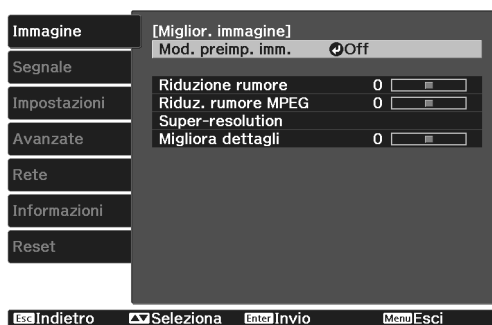 Immagine
Segnale
Impostazioni
Avanzate
Rete
Informazioni
Reset
[Miglior. immagine]
Mod. preimp. imm. Off
Riduzione rumore 0
Riduz. rumore MPEG 0
Super-resolution
Migliora dettagli 0
Esc Indietro Seleziona Enter Invio Menu Esci